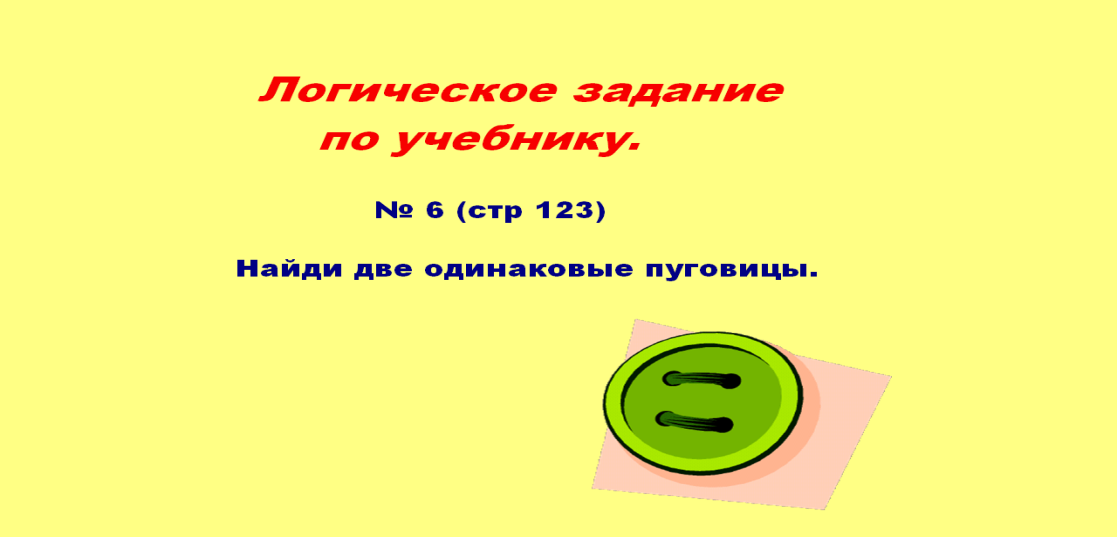 Логическое задание
по учебнику.
№ 6 (стр 123)
Найди две одинаковые пуговицы.